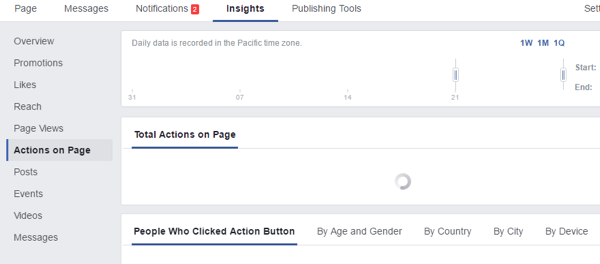 Page Messages Notifications 2 Insights Publishing Tools Sett
Overview
Promotions
Likes
Reach
Page Views
Actions on Page
Posts
Events
Videos
Messages
Daily data is recorded in the Pacific time zone. 1W 1M 1Q
Start:
End:
31 07 14 21
Total Actions on Page
People Who Clicked Action Button By Age and Gender By Country By City By Device